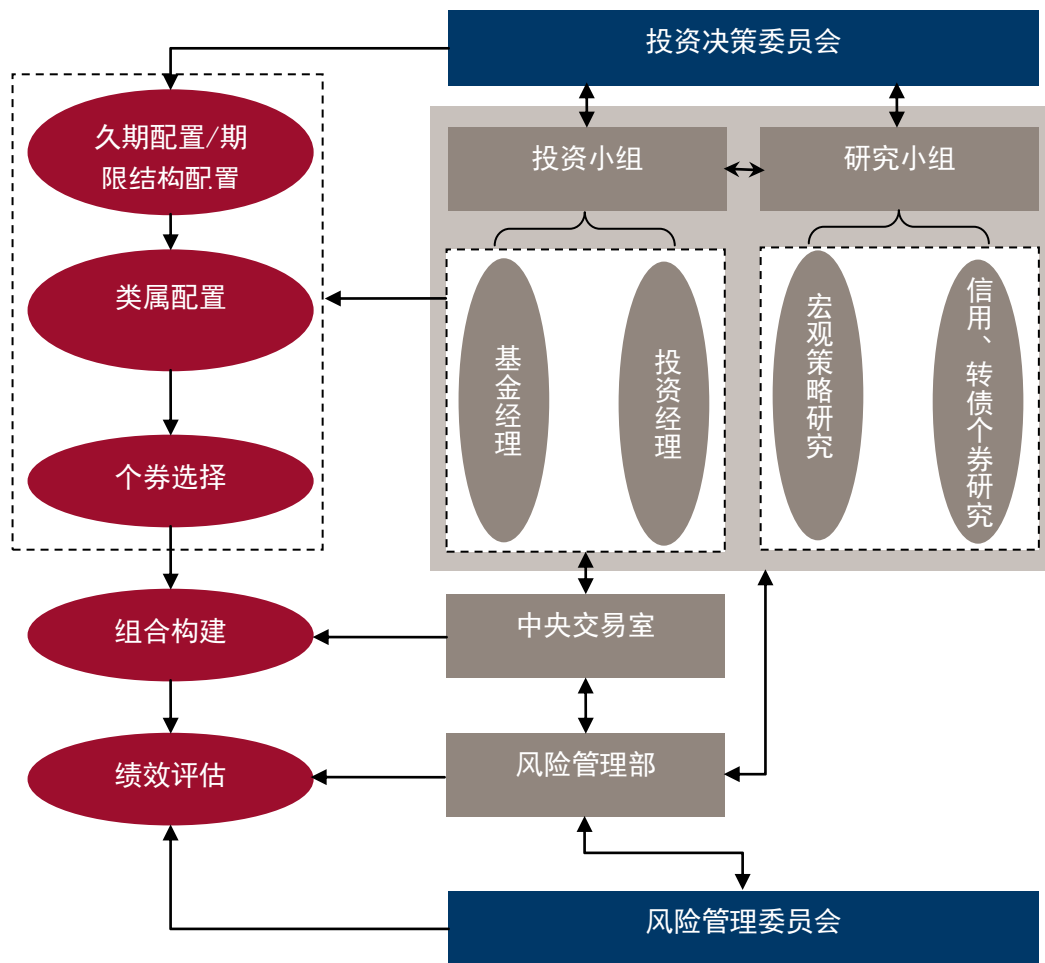 投资决策委员会
久期配置/期
限结构配置
投资小组
研究小组
类属配置
基金经理
投资经理
宏观策略研究
信用、转债个券研究
个券选择
组合构建
中央交易室
绩效评估
风险管理部
风险管理委员会